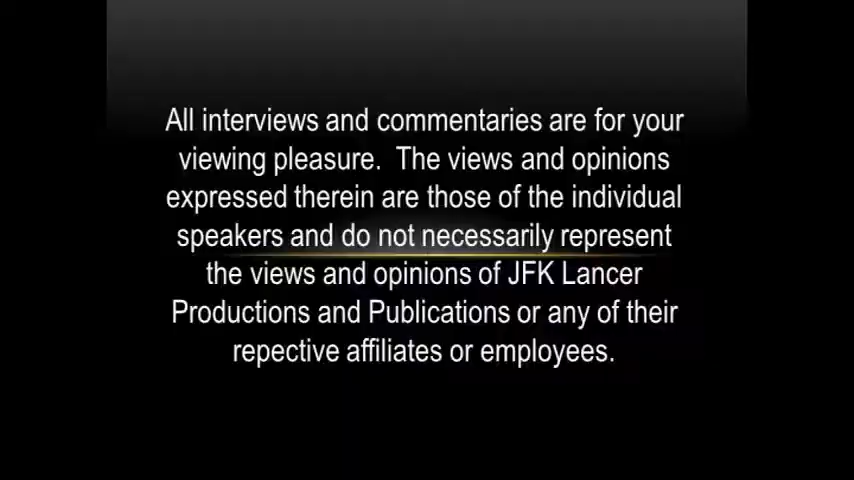 All interviews and commentaries are for your
viewing pleasure.  The views and opinions
expressed therein are those of the individual
speakers and do not necessarily represent
the views and opinions of JFK Lancer
Productions and Publications or any of their
repective affiliates or employees.